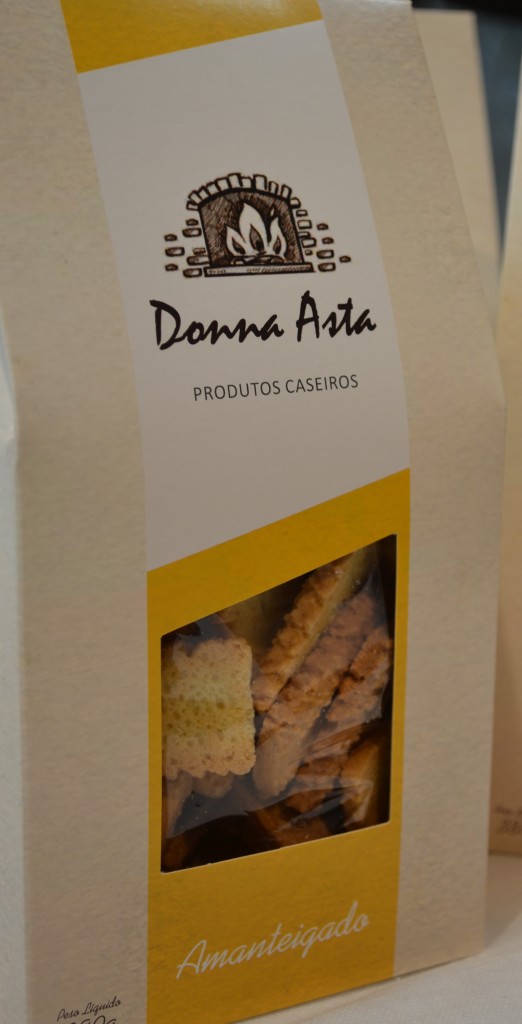 Donna Asta
PRODUTOS CASEIROS
Amanteigado
Peso Líquido